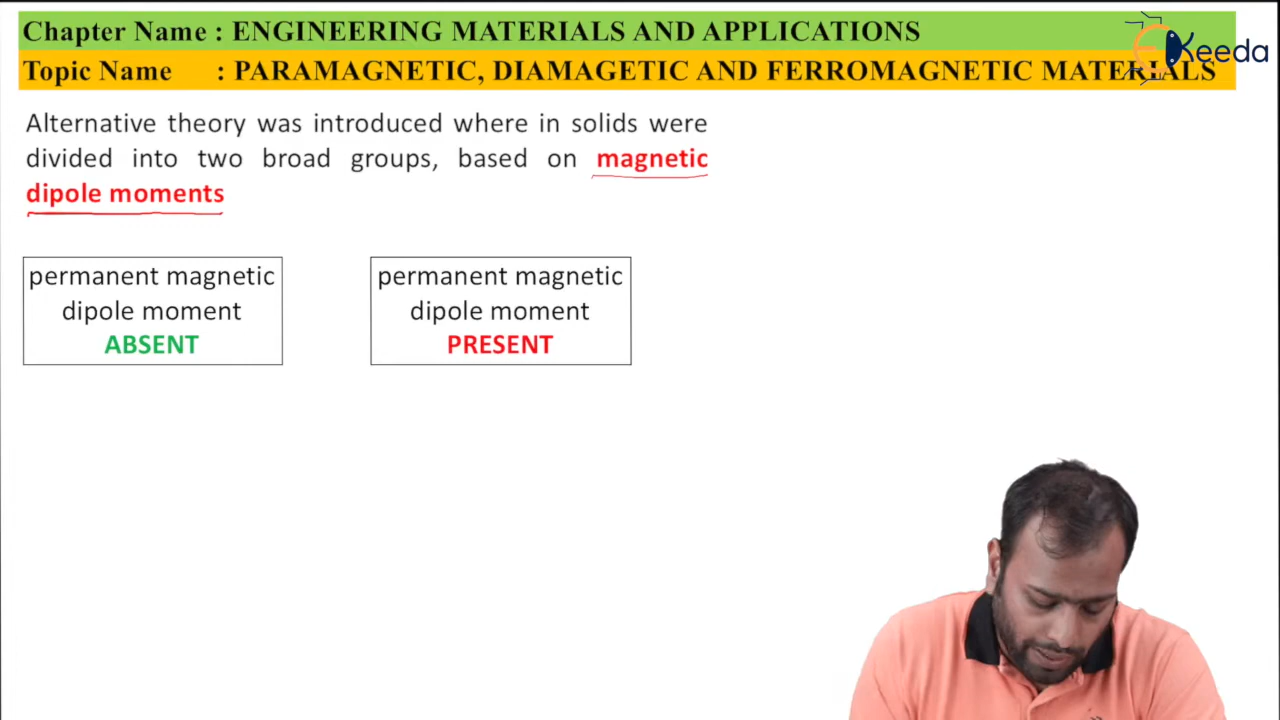 Chapter Name : ENGINEERING MATERIALS AND APPLICATIONS
Topic Name : PARAMAGNETIC, DIAMAGETIC AND FERROMAGNETIC MATERIALS
Keeda
Alternative theory was introduced where in solids were
divided into two broad groups, based on magnetic
dipole moments
permanent magnetic
dipole moment
ABSENT
permanent magnetic
dipole moment
PRESENT